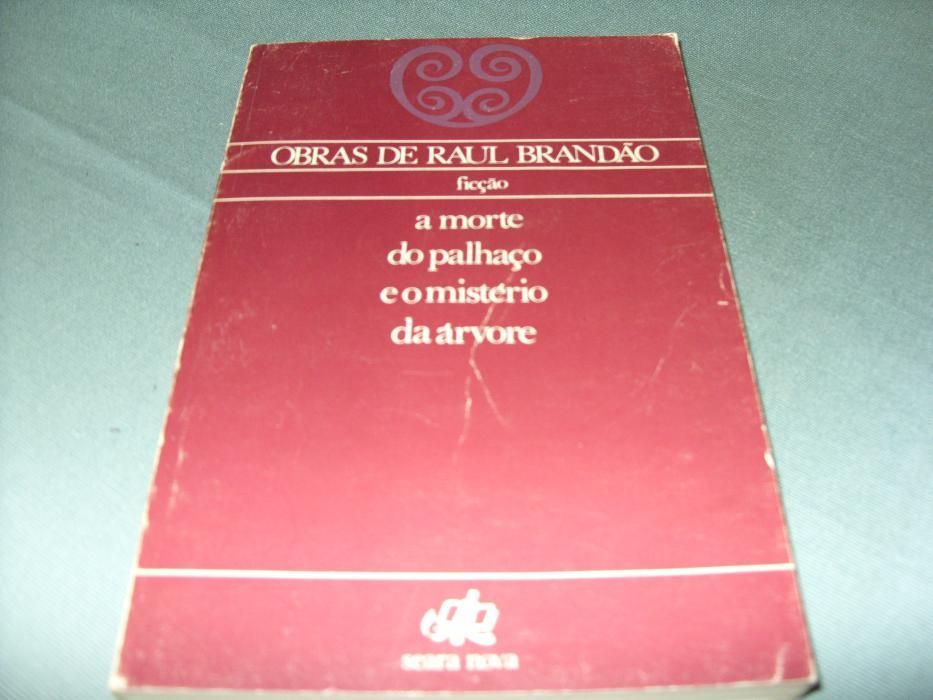 OBRAS DE RAUL BRANDÃO
ficção
a morte
do palhaço
e o mistério
da árvore
seara nova